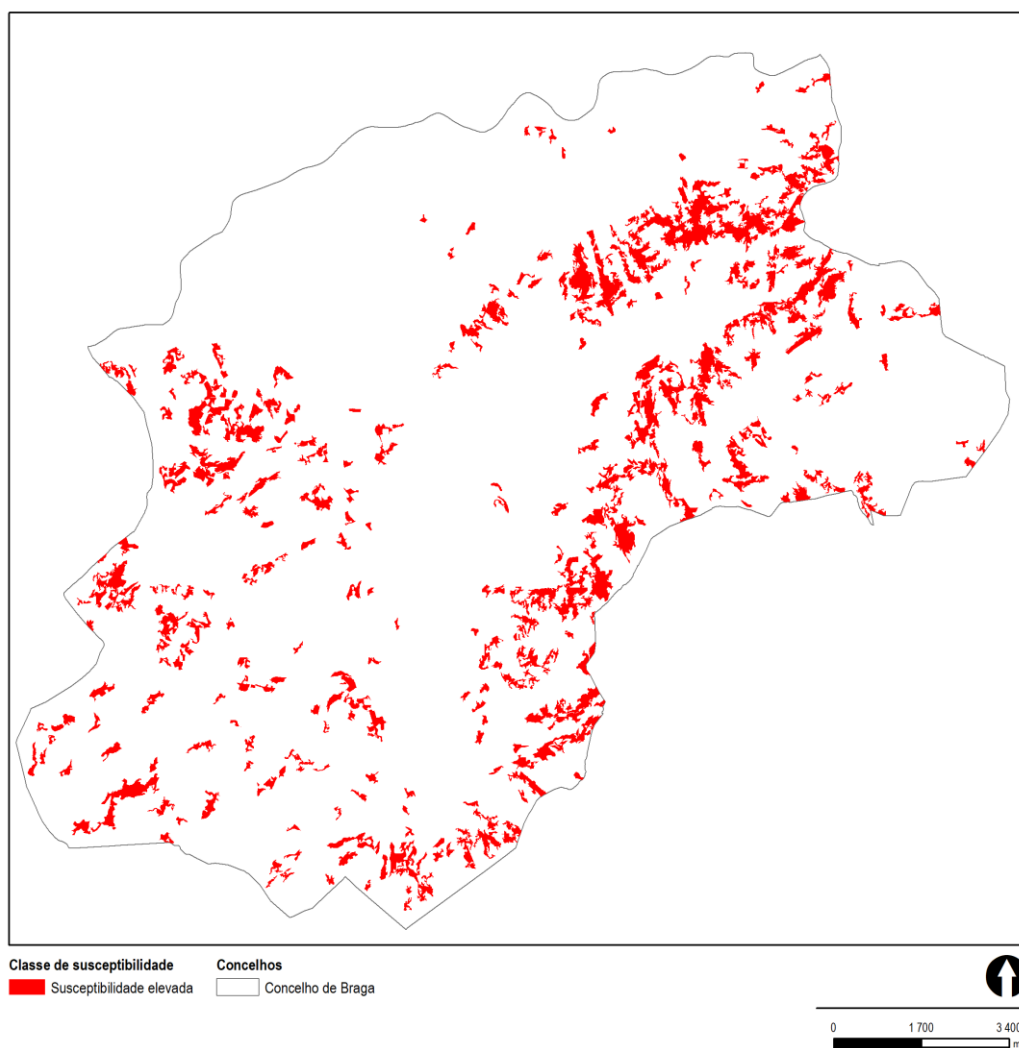 Classe de susceptibilidade
Susceptibilidade elevada
Concelhos
Concelho de Braga
0 1 700 3 400
m